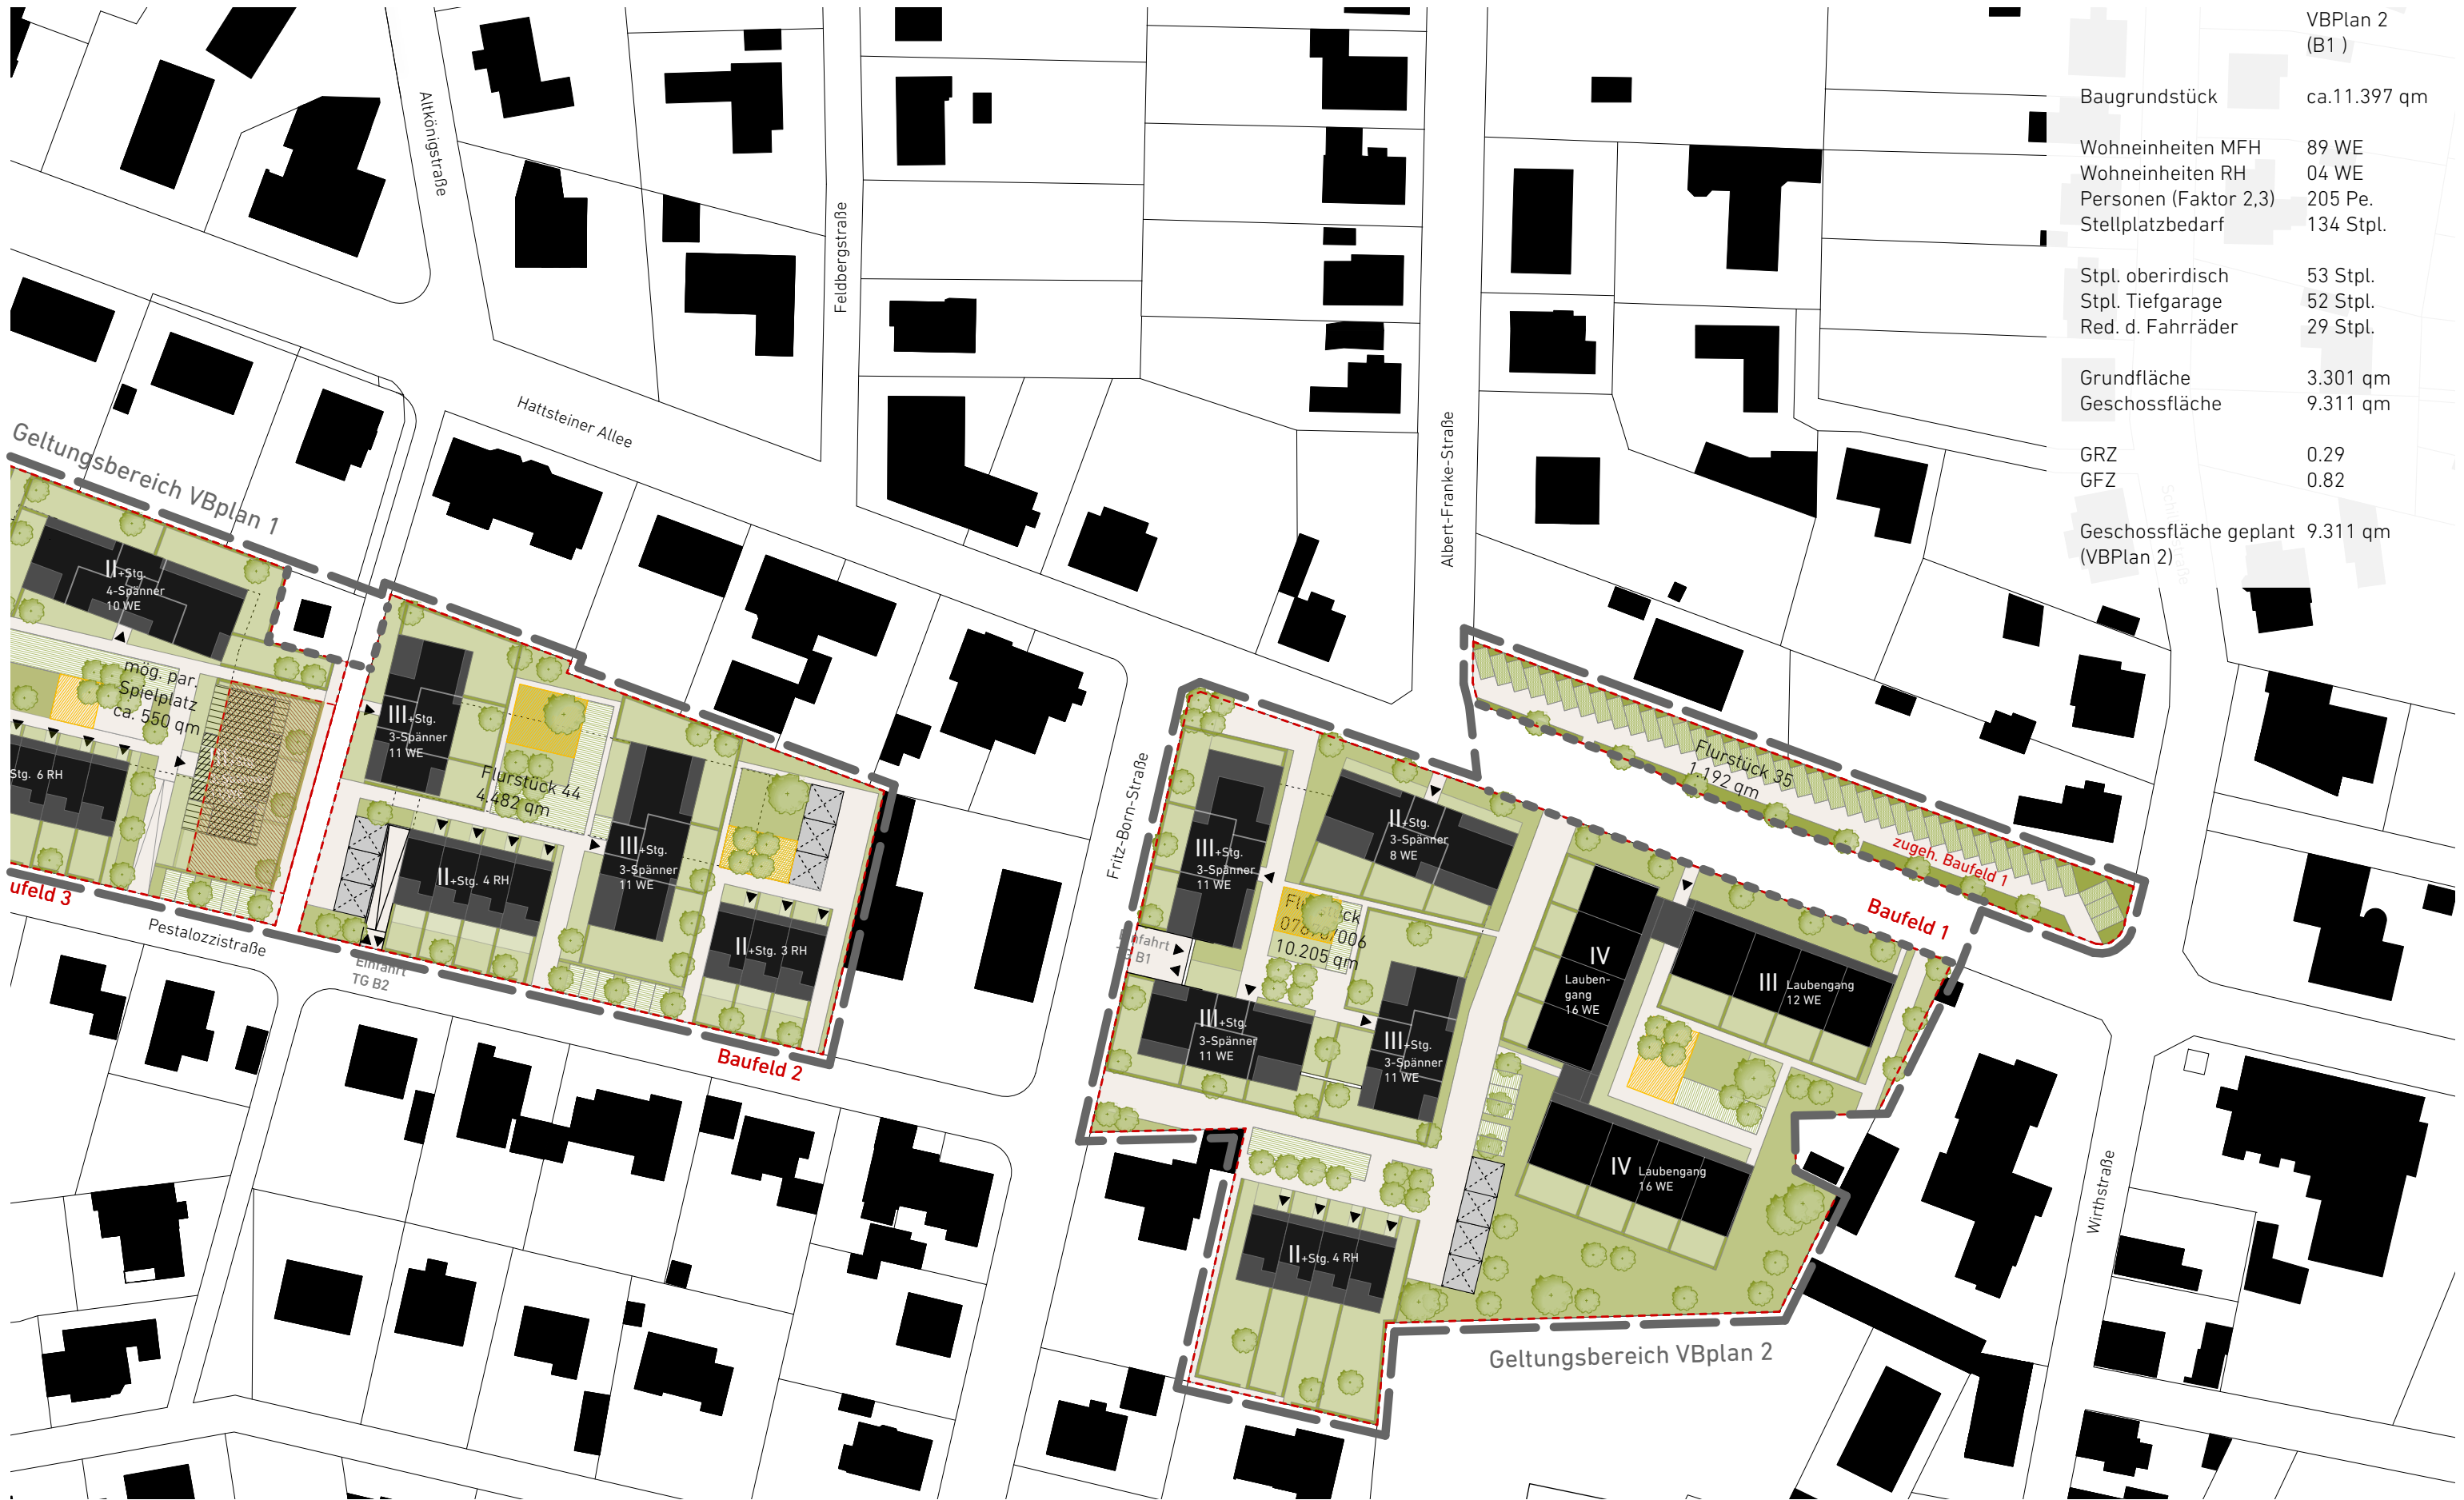 VBPlan 2
(B1 )
Baugrundstück ca.11.397 qm
Wohneinheiten MFH 89 WE
Wohneinheiten RH 04 WE
Personen (Faktor 2,3) 205 Pe.
Stellplatzbedarf 134 Stpl.
Stpl. oberirdisch 53 Stpl.
Stpl. Tiefgarage 52 Stpl.
Red. d. Fahrräder 29 Stpl.
Grundfläche 3.301 qm
Geschossfläche 9.311 qm
GRZ 0.29
GFZ 0.82
Geschossfläche geplant 9.311 qm
(VBPlan 2)
Altkönigstraße
Feldbergstraße
Hattsteiner Allee
Albert-Franke-Straße
Geltungsbereich VBplan 1
II+Stg.
4-Spänner
10 WE
mög. par.
Spielplatz
ca. 550 qm
Stg. 6 RH
ufeld 3
Pestalozzistraße
III+Stg.
3-Spänner
11 WE
Flurstück 44
4.482 qm
II+Stg. 4 RH
III+Stg.
3-Spänner
11 WE
II+Stg. 3 RH
Einfahrt
TG B2
Baufeld 2
Fritz-Born-Straße
III+Stg.
3-Spänner
11 WE
II+Stg.
3-Spänner
8 WE
10.205 qm
B1
III+Stg.
3-Spänner
11 WE
III+Stg.
3-Spänner
11 WE
IV
Lauben-
gang
16 WE
III Laubengang
12 WE
IV Laubengang
16 WE
II+Stg. 4 RH
Flurstück 35
1.192 qm
zugeh. Baufeld 1
Baufeld 1
Wirthstraße
Geltungsbereich VBplan 2